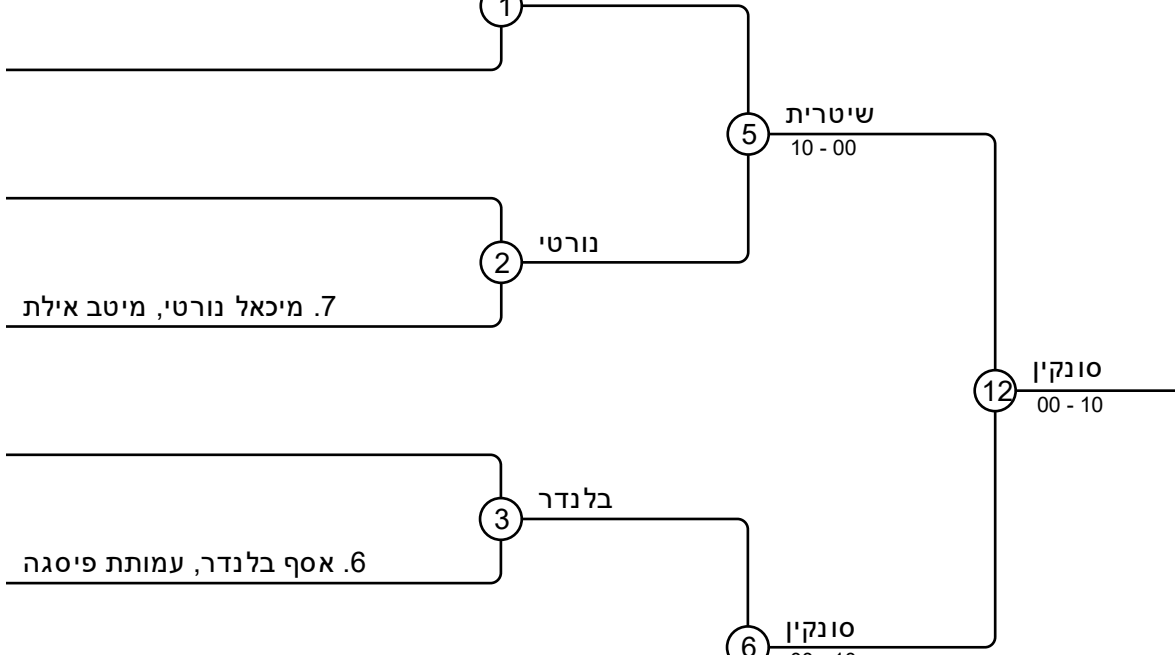 1
שיטרית
5
10 - 00
נורטי
2
7. מיכאל נורטי, מיטב אילת
סונקין
12
00 - 10
בלנדר
3
6. אסף בלנדר, עמותת פיסגה
סונקין
6